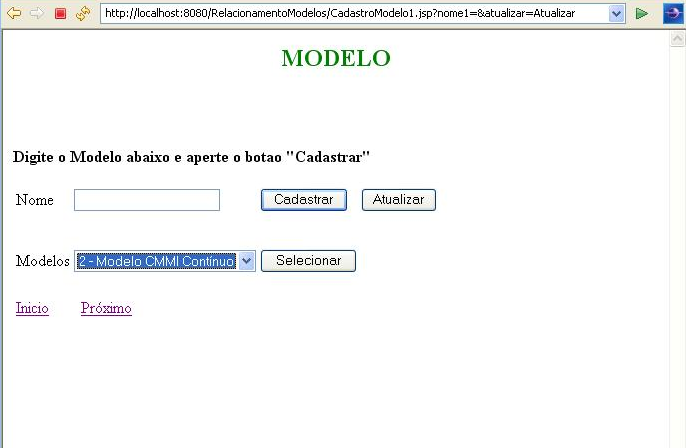 http://localhost:8080/RelacionamentoModelos/CadastroModelo1.jsp?nome1=&atualizar=Atualizar
MODELO
Digite o Modelo abaixo e aperte o botao "Cadastrar"
Nome Cadastrar Atualizar
Modelos 2 - Modelo CMMI Contínuo Selecionar
Inicio Próximo